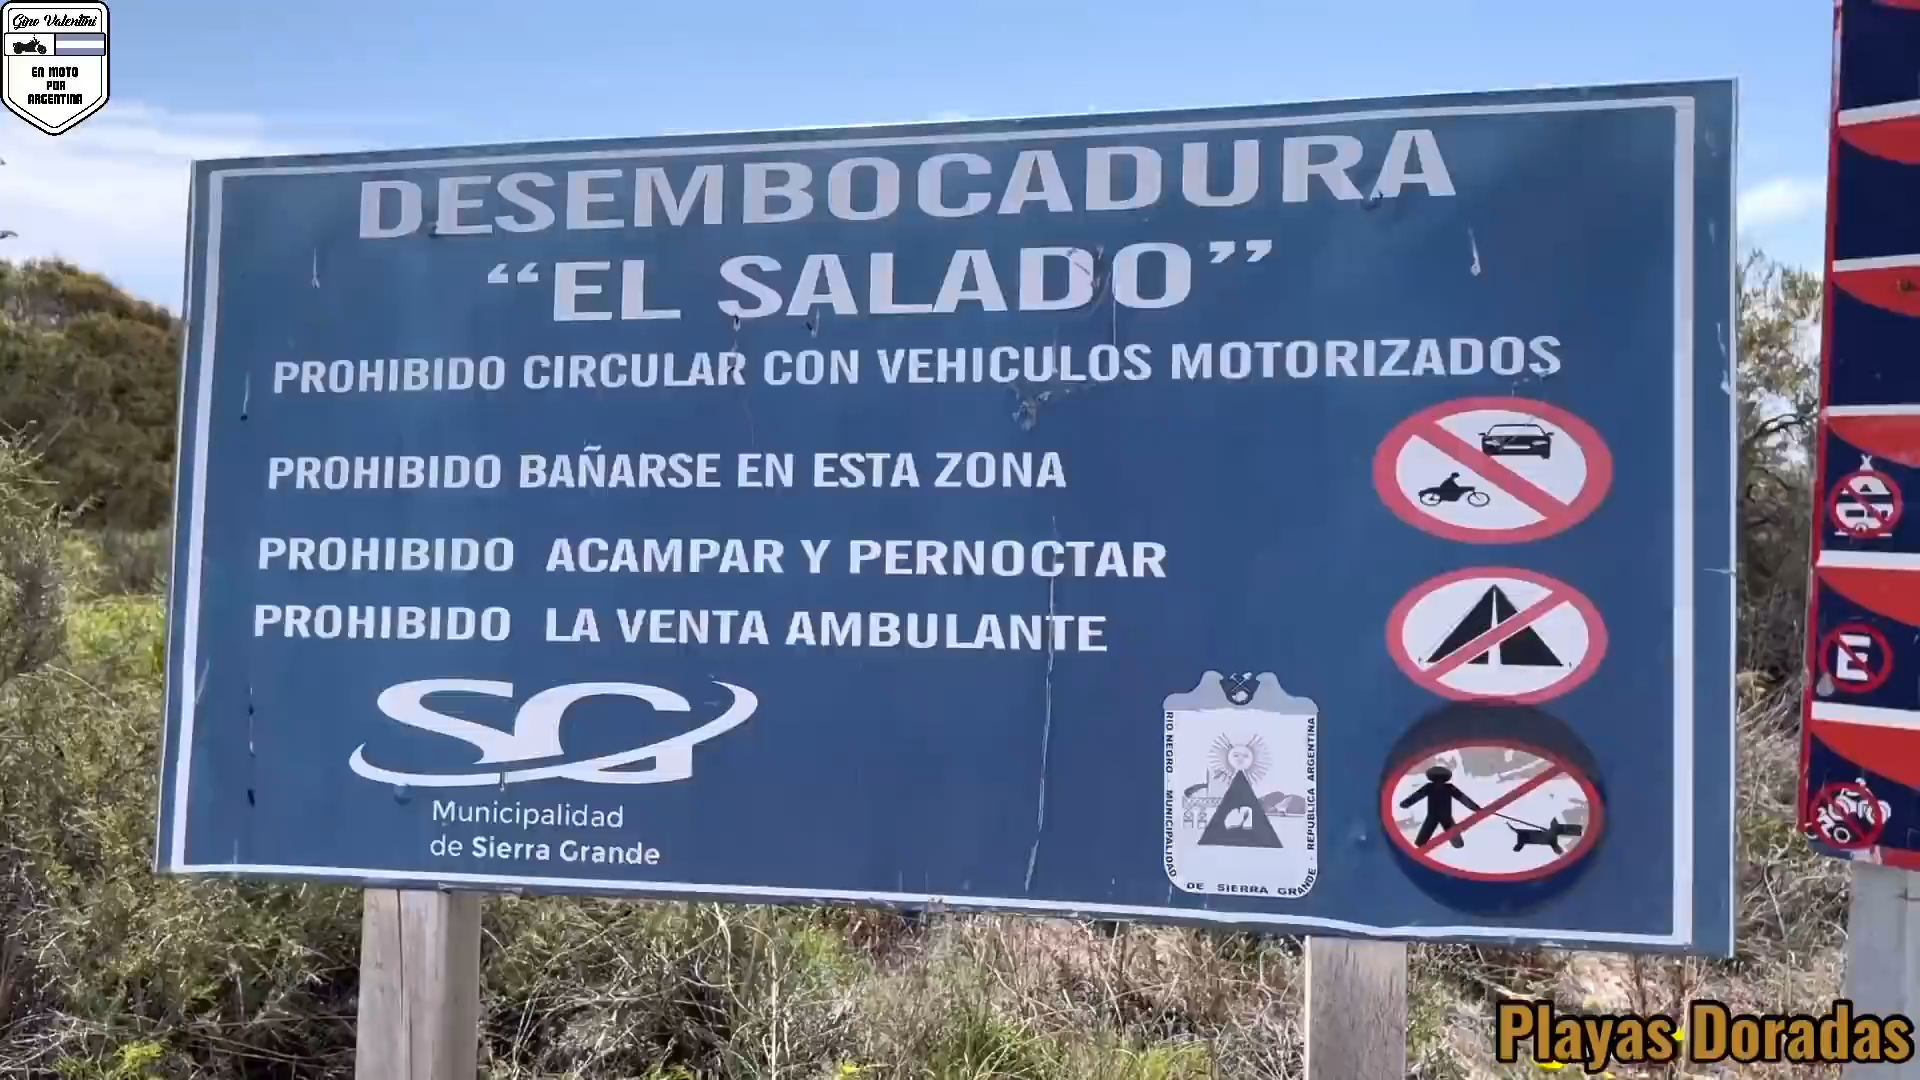 Gino Valentini
EN MOTO
POR
ARGENTINA
DESEMBOCADURA
“EL SALADO”
PROHIBIDO CIRCULAR CON VEHICULOS MOTORIZADOS
PROHIBIDO BAÑARSE EN ESTA ZONA
PROHIBIDO ACAMPAR Y PERNOCTAR
PROHIBIDO LA VENTA AMBULANTE
SG
Municipalidad
de Sierra Grande
RIO NEGRO - MUNICIPALIDAD DE SIERRA GRANDE - REPUBLICA ARGENTINA
E
Playas Doradas